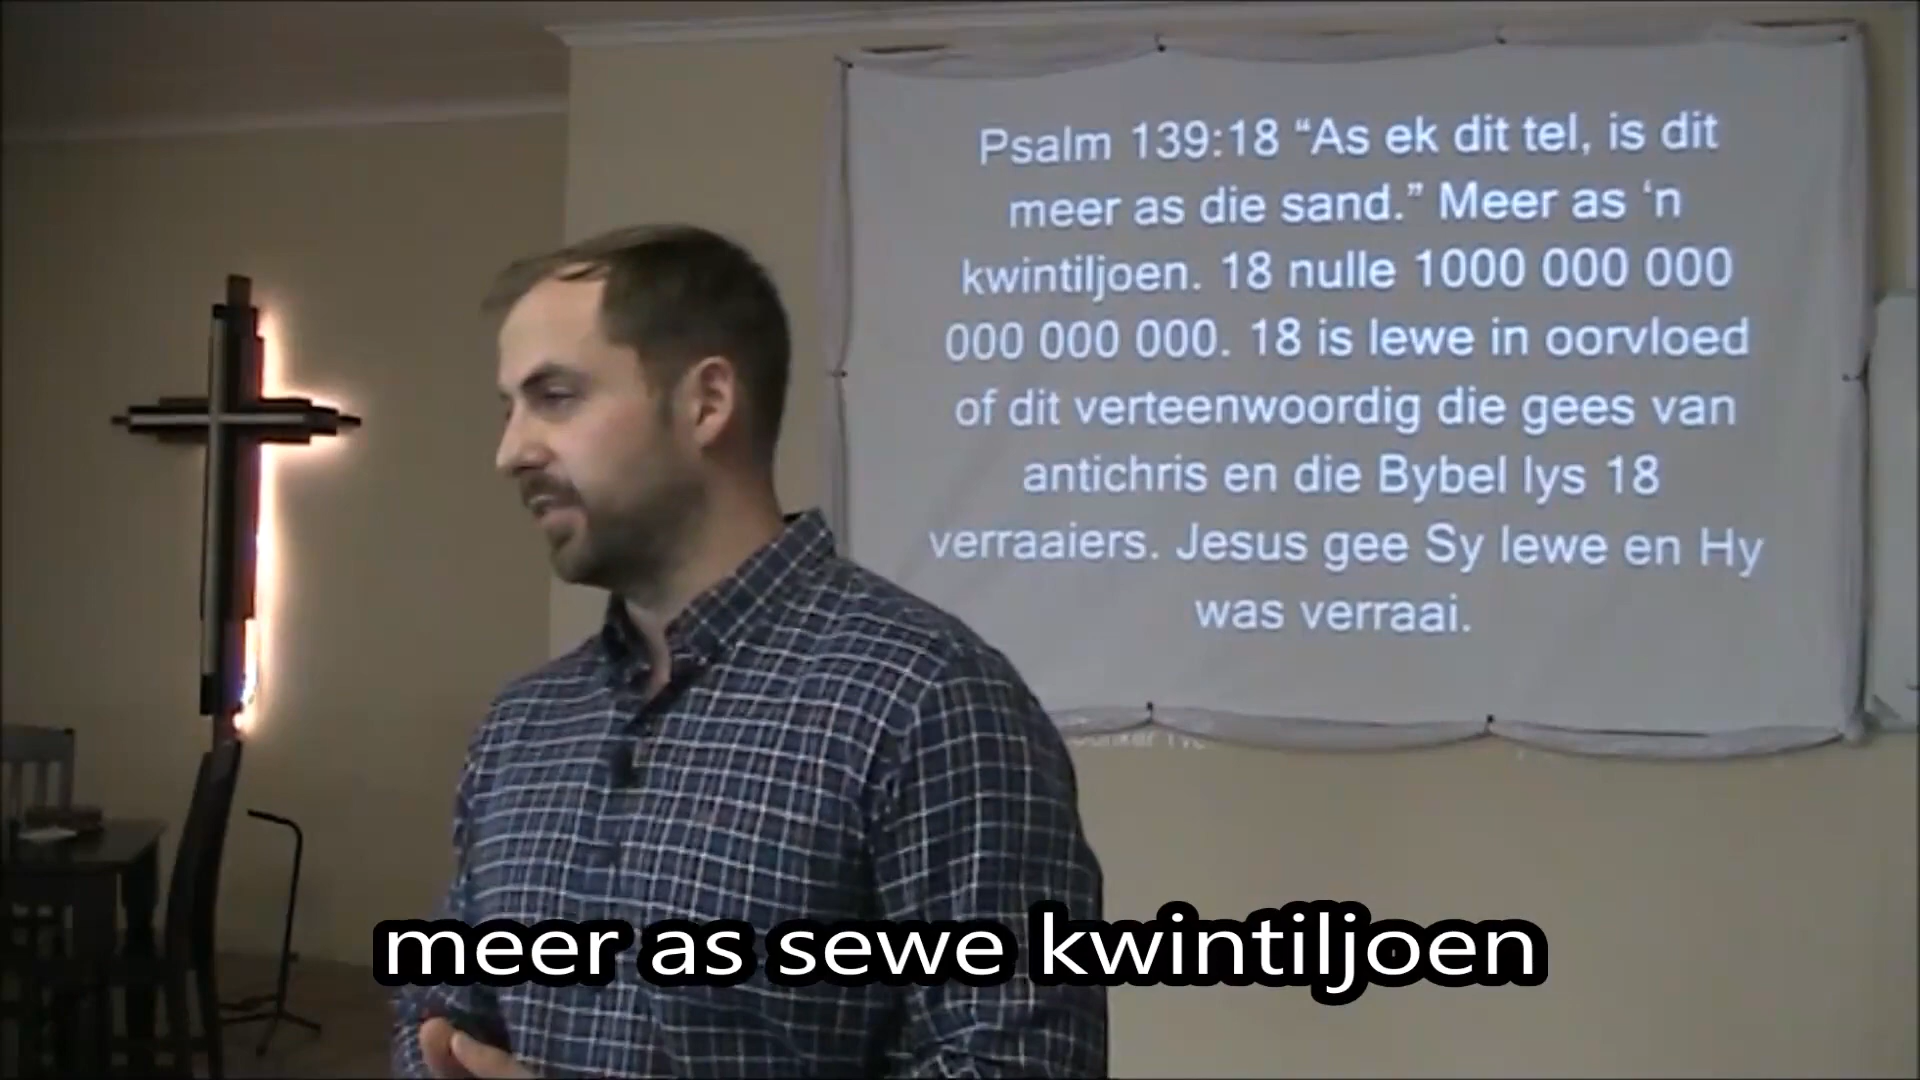 Psalm 139:18 “As ek dit tel, is dit
meer as die sand.” Meer as ‘n
kwintiljoen. 18 nulle 1000 000 000
000 000 000. 18 is lewe in oorvloed
of dit verteenwoordig die gees van
antichris en die Bybel lys 18
verraaiers. Jesus gee Sy lewe en Hy
was verraai.
meer as sewe kwintiljoen